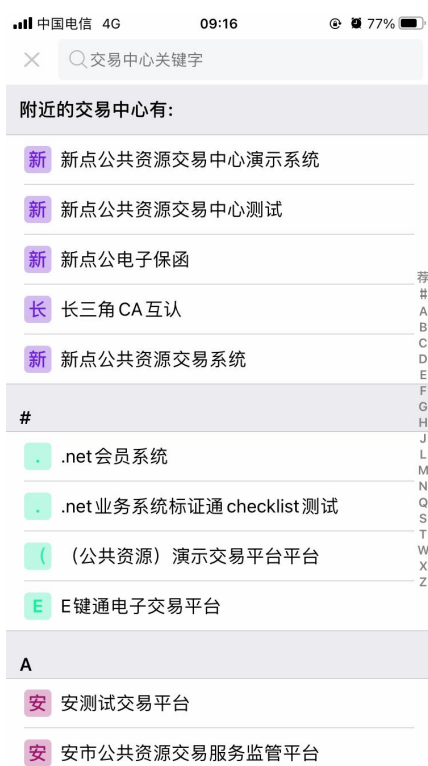 中国电信 4G 09:16 77%
交易中心关键字
附近的交易中心有:
新 新点公共资源交易中心演示系统
新 新点公共资源交易中心测试
新 新点公电子保函
长 长三角CA互认
新 新点公共资源交易系统
#
. .net会员系统
. .net业务系统标证通checklist测试
( （公共资源）演示交易平台平台
E E键通电子交易平台
A
安 安测试交易平台
安 安市公共资源交易服务监管平台
荐
#
A
B
C
D
E
F
G
H
J
L
M
N
Q
S
T
W
X
Z